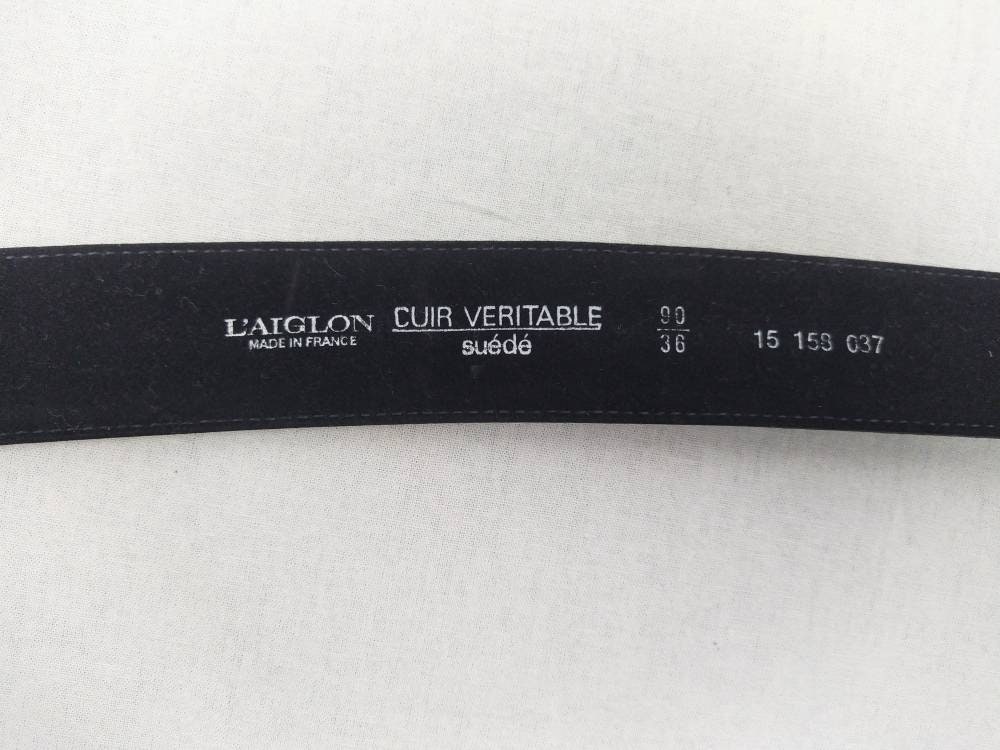 L'AIGLON
MADE IN FRANCE
CUIR VERITABLE
suédé
90
36
15 158 037